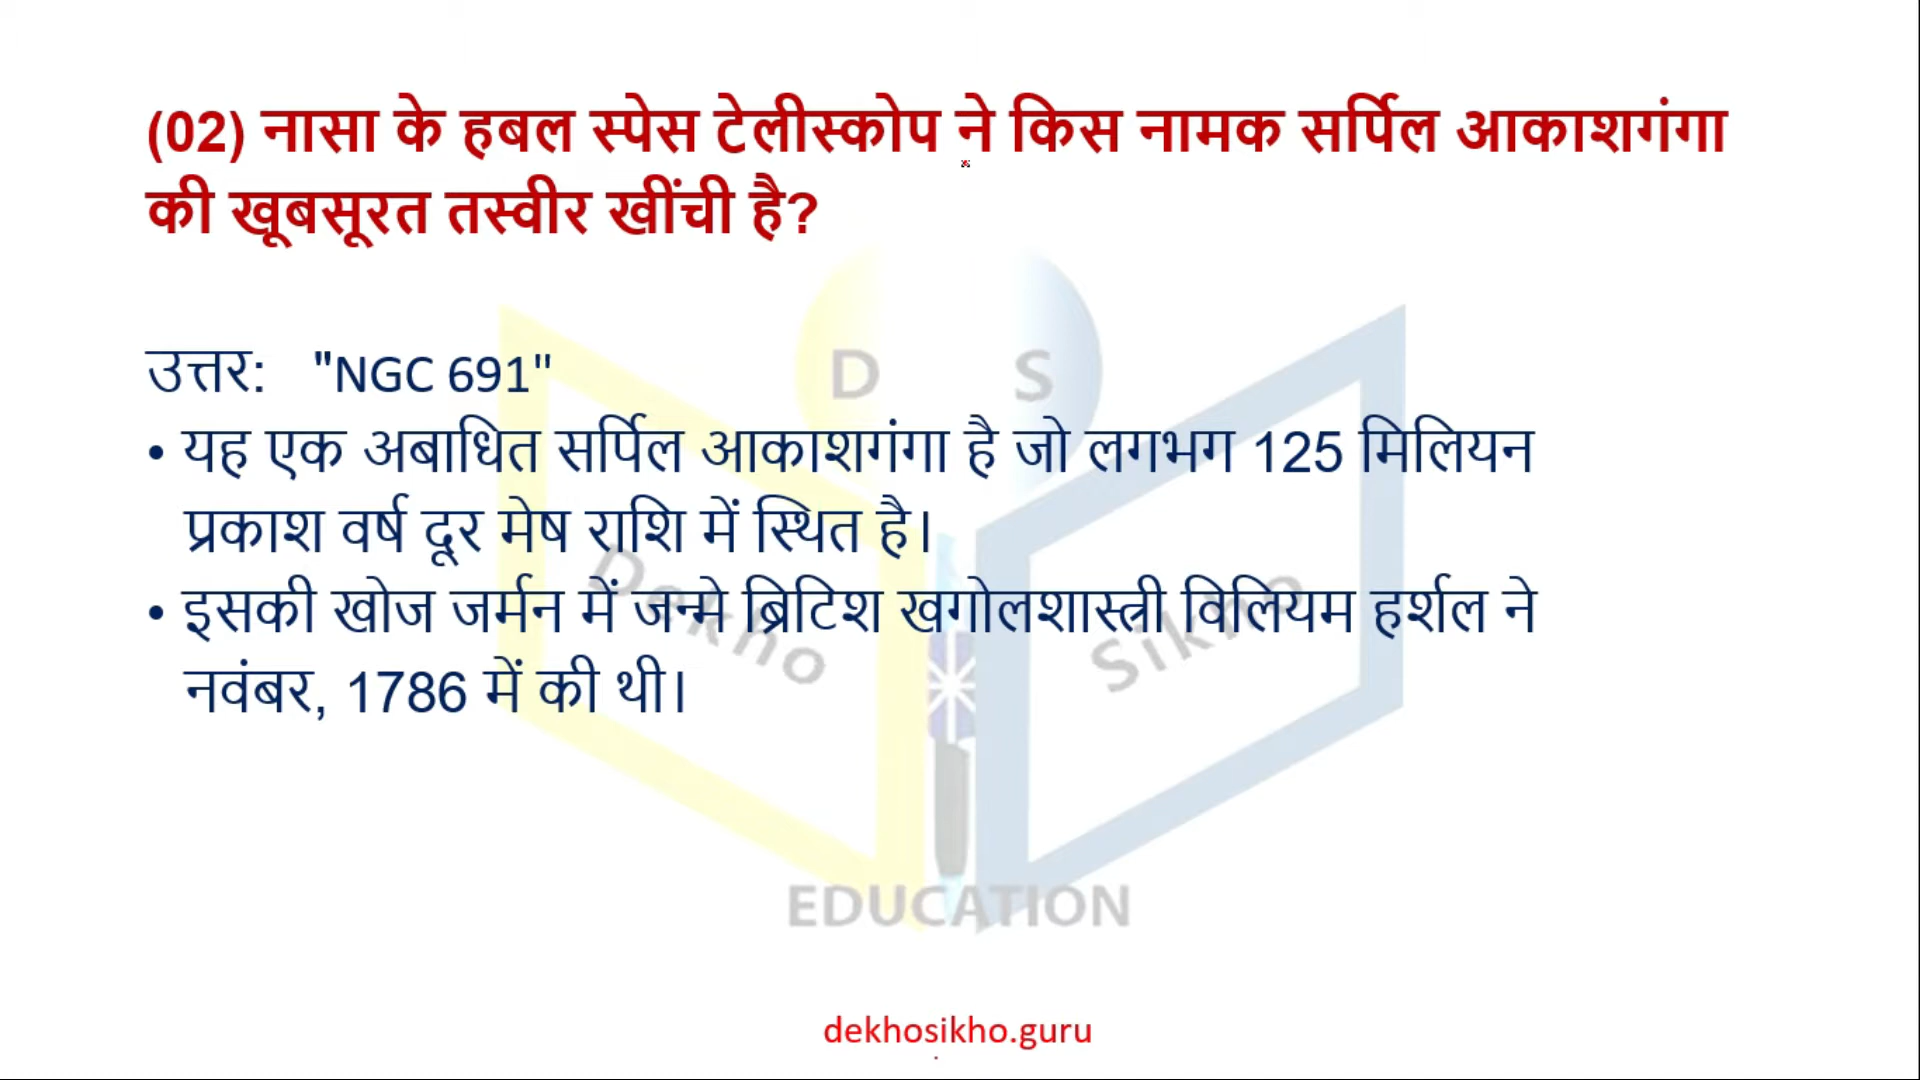 (02) नासा के हबल स्पेस टेलीस्कोप ने किस नामक सर्पिल आकाशगंगा
की खूबसूरत तस्वीर खींची है?
उत्तर: "NGC 691"
• यह एक अबाधित सर्पिल आकाशगंगा है जो लगभग 125 मिलियन
प्रकाश वर्ष दूर मेष राशि में स्थित है।
• इसकी खोज जर्मन में जन्मे ब्रिटिश खगोलशास्त्री विलियम हर्शल ने
नवंबर, 1786 में की थी।
D S
Dekho Sikho
EDUCATION
dekhosikho.guru